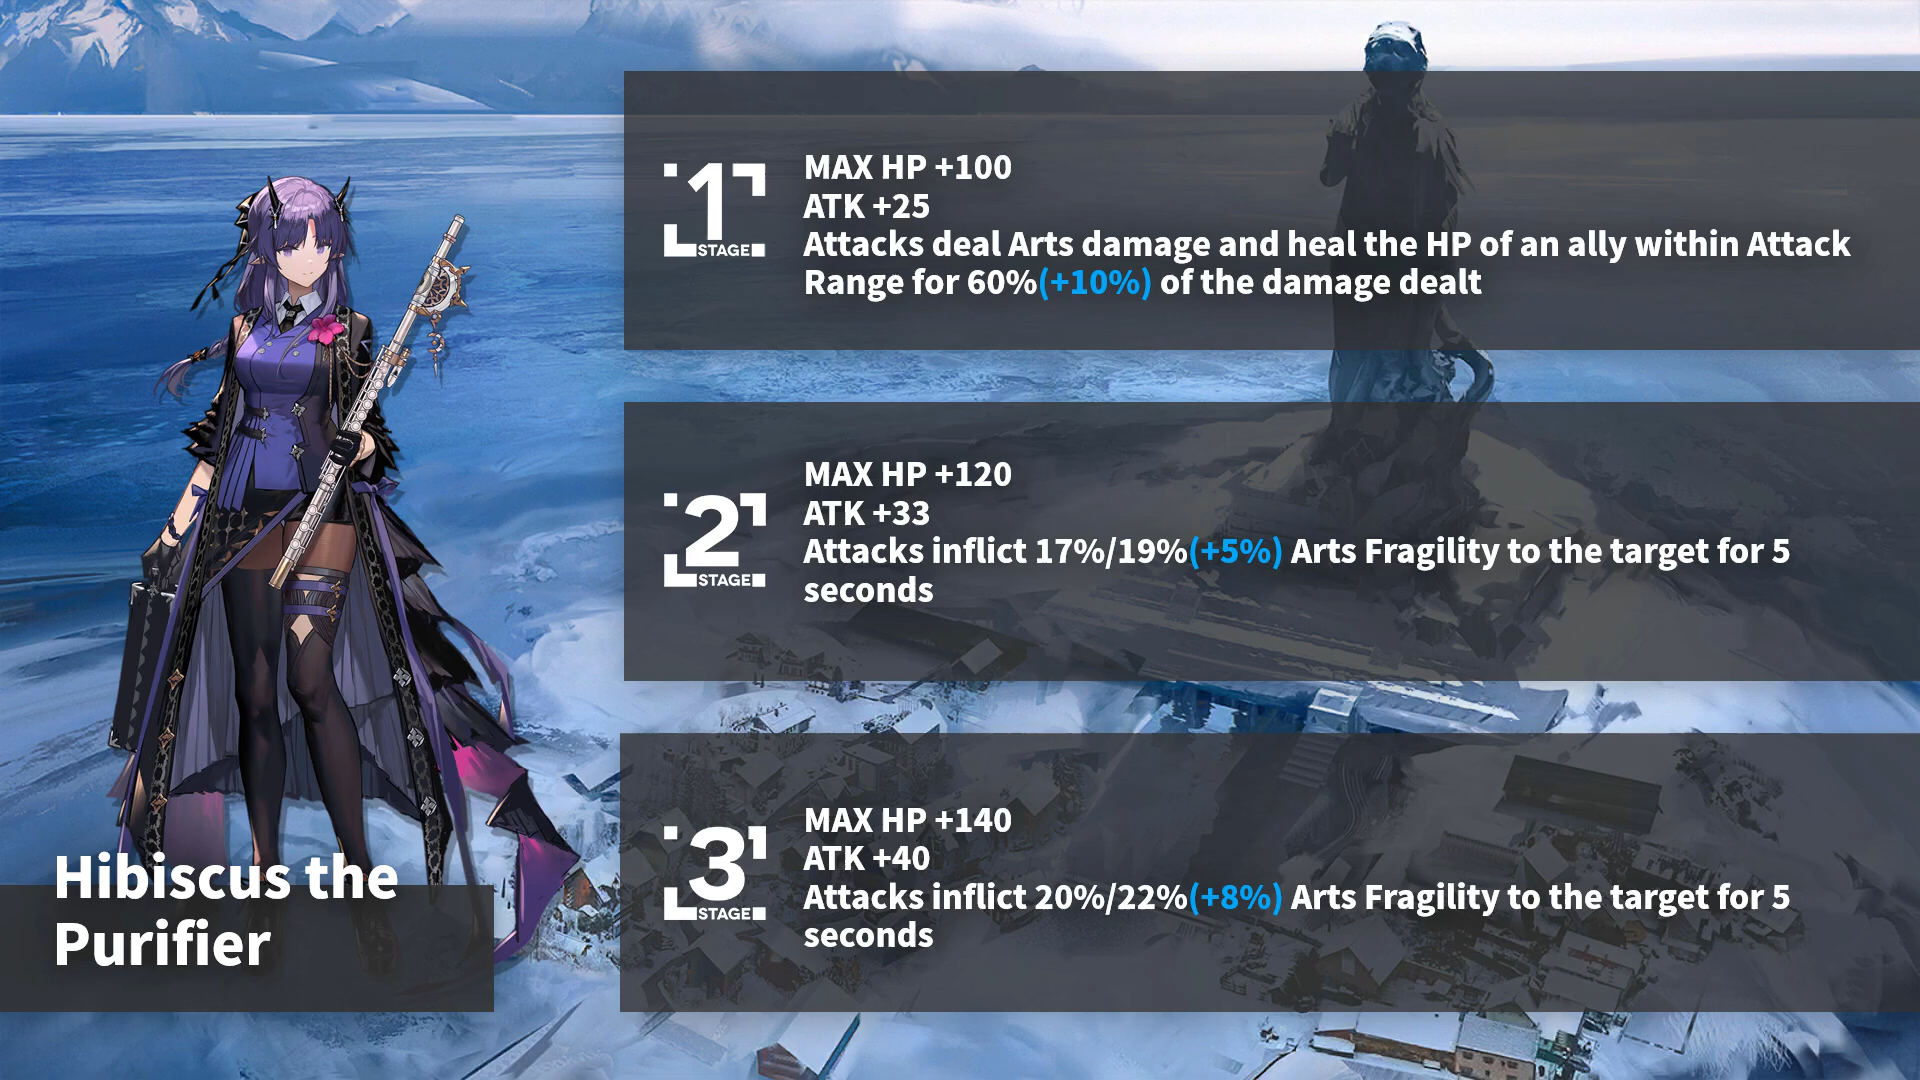 1
STAGE
MAX HP +100
ATK +25
Attacks deal Arts damage and heal the HP of an ally within Attack
Range for 60%(+10%) of the damage dealt
2
STAGE
MAX HP +120
ATK +33
Attacks inflict 17%/19%(+5%) Arts Fragility to the target for 5
seconds
3
STAGE
MAX HP +140
ATK +40
Attacks inflict 20%/22%(+8%) Arts Fragility to the target for 5
seconds
Hibiscus the
Purifier